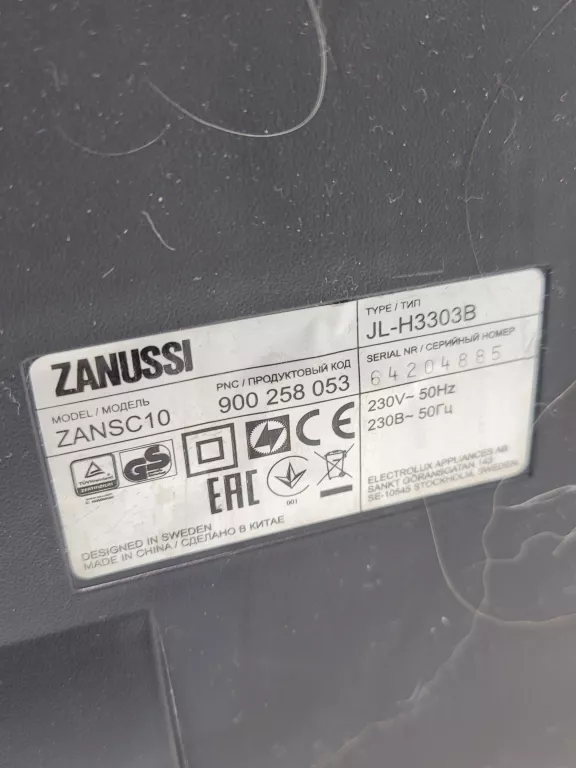 ZANUSSI
MODEL / МОДЕЛЬ
ZANSC10
PNC / ПРОДУКТОВЫЙ КОД
900 258 053
TYPE / ТИП
JL-H3303B
SERIAL NR / СЕРИЙНЫЙ НОМЕР
64204885
230V~ 50Hz
230В~ 50Гц
GS
CE
EAC
001
ELECTROLUX APPLIANCES AB
SANKT GÖRANSGATAN 143
SE-10545 STOCKHOLM, SWEDEN
DESIGNED IN SWEDEN
MADE IN CHINA / СДЕЛАНО В КИТАЕ